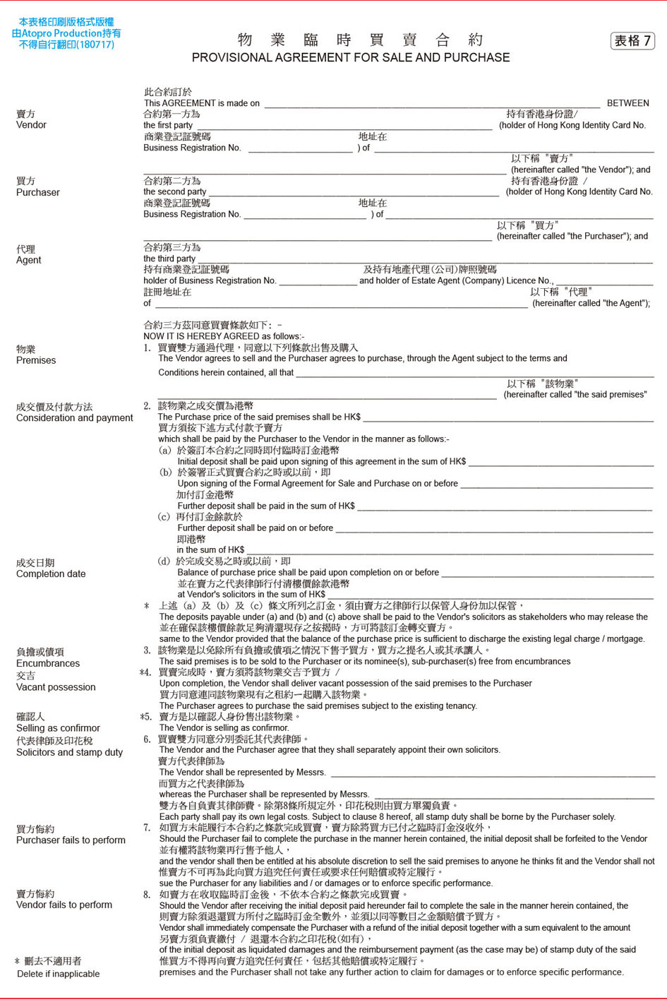 本表格印刷版格式版權
由Atopro Production持有
不得自行翻印(180717)
物業臨時買賣合約
表格 7
PROVISIONAL AGREEMENT FOR SALE AND PURCHASE
此合約訂於
This AGREEMENT is made on BETWEEN
賣方 合約第一方為 持有香港身份證/
Vendor the first party (holder of Hong Kong Identity Card No.
商業登記証號碼 地址在
Business Registration No. ) of
以下稱 "賣方"
(hereinafter called "the Vendor"); and
買方 合約第二方為 持有香港身份證 /
Purchaser the second party (holder of Hong Kong Identity Card No.
商業登記証號碼 地址在
Business Registration No. ) of
以下稱 "買方"
(hereinafter called "the Purchaser"); and
代理 合約第三方為
Agent the third party
持有商業登記証號碼 及持有地產代理(公司)牌照號碼
holder of Business Registration No. and holder of Estate Agent (Company) Licence No.,
註冊地址在 以下稱 "代理"
of (hereinafter called "the Agent");
合約三方茲同意買賣條款如下: -
NOW IT IS HEREBY AGREED as follows:-
物業 1. 買賣雙方通過代理，同意以下列條款出售及購入
Premises The Vendor agrees to sell and the Purchaser agrees to purchase, through the Agent subject to the terms and
Conditions herein contained, all that
以下稱 "該物業"
(hereinafter called "the said premises"
成交價及付款方法 2. 該物業之成交價為港幣
Consideration and payment The Purchase price of the said premises shall be HK$
買方須按下述方式付款予賣方
which shall be paid by the Purchaser to the Vendor in the manner as follows:-
(a) 於簽訂本合約之同時即付臨時訂金港幣
Initial deposit shall be paid upon signing of this agreement in the sum of HK$
(b) 於簽署正式買賣合約之時或以前，即
Upon signing of the Formal Agreement for Sale and Purchase on or before
加付訂金港幣
Further deposit shall be paid in the sum of HK$
(c) 再付訂金餘款於
Further deposit shall be paid on or before
即港幣
in the sum of HK$
成交日期 (d) 於完成交易之時或以前，即
Completion date Balance of purchase price shall be paid upon completion on or before
並在賣方之代表律師行付清樓價餘款港幣
at Vendor's solicitors in the sum of HK$
* 上述 (a) 及 (b) 及 (c) 條文所列之訂金，須由賣方之律師行以保管人身份加以保管，
The deposits payable under (a) and (b) and (c) above shall be paid to the Vendor's solicitors as stakeholders who may release the
並在確保該樓價餘款足夠清還現存之按揭時，方可將該訂金轉交賣方。
same to the Vendor provided that the balance of the purchase price is sufficient to discharge the existing legal charge / mortgage.
負擔或債項 3. 該物業是以免除所有負擔或債項之情況下售予買方，買方之提名人或其承讓人。
Encumbrances The said premises is to be sold to the Purchaser or its nominee(s), sub-purchaser(s) free from encumbrances
交吉 *4. 買賣完成時，賣方須將該物業交吉予買方 /
Vacant possession Upon completion, the Vendor shall deliver vacant possession of the said premises to the Purchaser
買方同意連同該物業現有之租約一起購入該物業。
The Purchaser agrees to purchase the said premises subject to the existing tenancy.
確認人 *5. 賣方是以確認人身份售出該物業。
Selling as confirmor The Vendor is selling as confirmor.
代表律師及印花稅 6. 買賣雙方同意分別委託其代表律師。
Solicitors and stamp duty The Vendor and the Purchaser agree that they shall separately appoint their own solicitors.
賣方代表律師為
The Vendor shall be represented by Messrs.
而買方之代表律師為
whereas the Purchaser shall be represented by Messrs.
雙方各自負責其律師費。除第8條所規定外，印花稅則由買方單獨負責。
Each party shall pay its own legal costs. Subject to clause 8 hereof, all stamp duty shall be borne by the Purchaser solely.
買方悔約 7. 如買方未能履行本合約之條款完成買賣，賣方除將買方已付之臨時訂金沒收外，
Purchaser fails to perform Should the Purchaser fail to complete the purchase in the manner herein contained, the initial deposit shall be forfeited to the Vendor
並有權將該物業再行售予他人，
and the vendor shall then be entitled at his absolute discretion to sell the said premises to anyone he thinks fit and the Vendor shall not
惟賣方不可再為此向買方追究任何責任或要求任何賠償或特定履行。
sue the Purchaser for any liabilities and / or damages or to enforce specific performance.
賣方悔約 8. 如賣方在收取臨時訂金後，不依本合約之條款完成買賣。
Vendor fails to perform Should the Vendor after receiving the initial deposit paid hereunder fail to complete the sale in the manner herein contained, the
則賣方除須退還買方所付之臨時訂金全數外，並須以同等數目之金額賠償予買方。
Vendor shall immediately compensate the Purchaser with a refund of the initial deposit together with a sum equivalent to the amount
另賣方須負責繳付 / 退還本合約之印花稅(如有)，
of the initial deposit as liquidated damages and the reimbursement payment (as the case may be) of stamp duty of the said
* 刪去不適用者 惟買方不得再向賣方追究任何責任，包括其他賠償或特定履行。
Delete if inapplicable premises and the Purchaser shall not take any further action to claim for damages or to enforce specific performance.